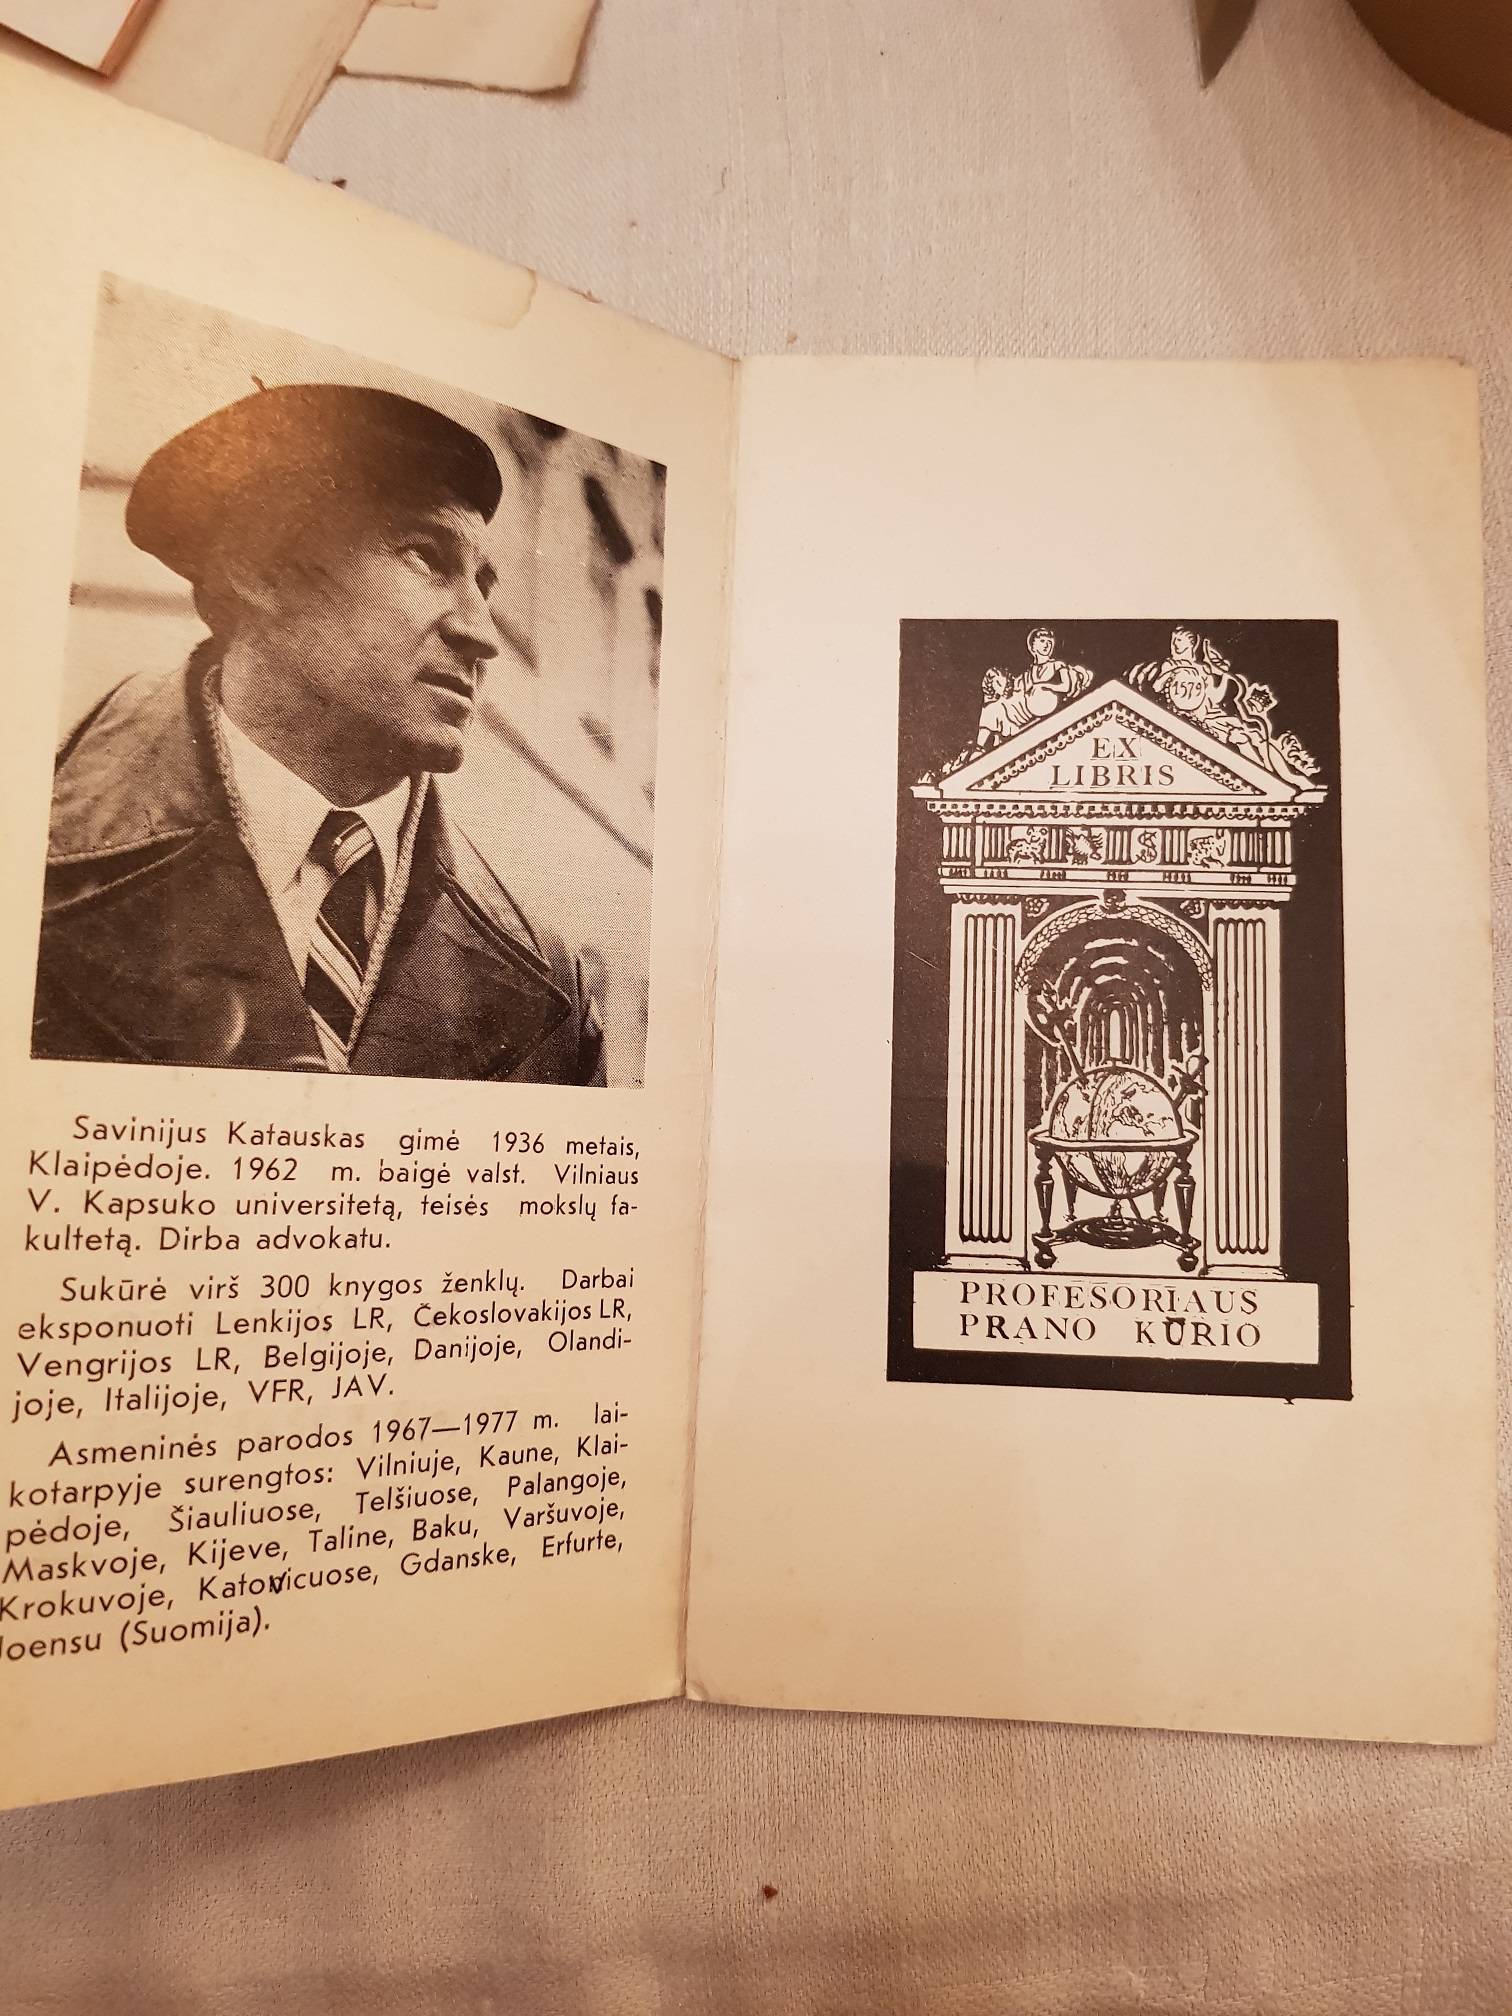 Savinijus Katauskas gimė 1936 metais,
Klaipėdoje. 1962 m. baigė valst. Vilniaus
V. Kapsuko universitetą, teisės mokslų fa-
kultetą. Dirba advokatu.
Sukūrė virš 300 knygos ženklų. Darbai
eksponuoti Lenkijos LR, Čekoslovakijos LR,
Vengrijos LR, Belgijoje, Danijoje, Olandi-
joje, Italijoje, VFR, JAV.
Asmeninės parodos 1967—1977 m. lai-
kotarpyje surengtos: Vilniuje, Kaune, Klai-
pėdoje, Šiauliuose, Telšiuose, Palangoje,
Maskvoje, Kijeve, Taline, Baku, Varšuvoje,
Krokuvoje, Katovicuose, Gdanske, Erfurte,
Joensu (Suomija).
1579
EX
LIBRIS
PROFESORIAUS
PRANO KŪRIO